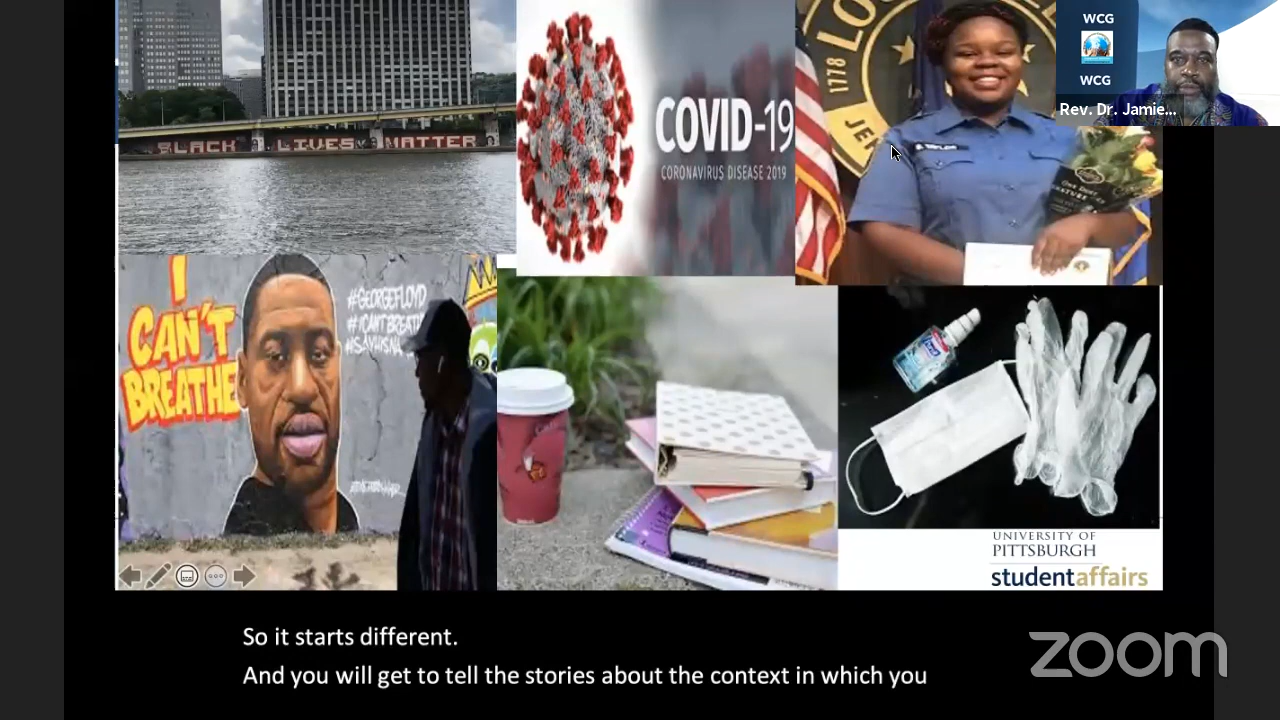 BLACK LIVES MATTER
COVID-19
CORONAVIRUS DISEASE 2019
1778
WCG
WCG
Rev. Dr. Jamie...
I
CAN'T
BREATHE
#GEORGEFLOYD
PURELL
UNIVERSITY OF
PITTSBURGH
studentaffairs
So it starts different.
And you will get to tell the stories about the context in which you
zoom